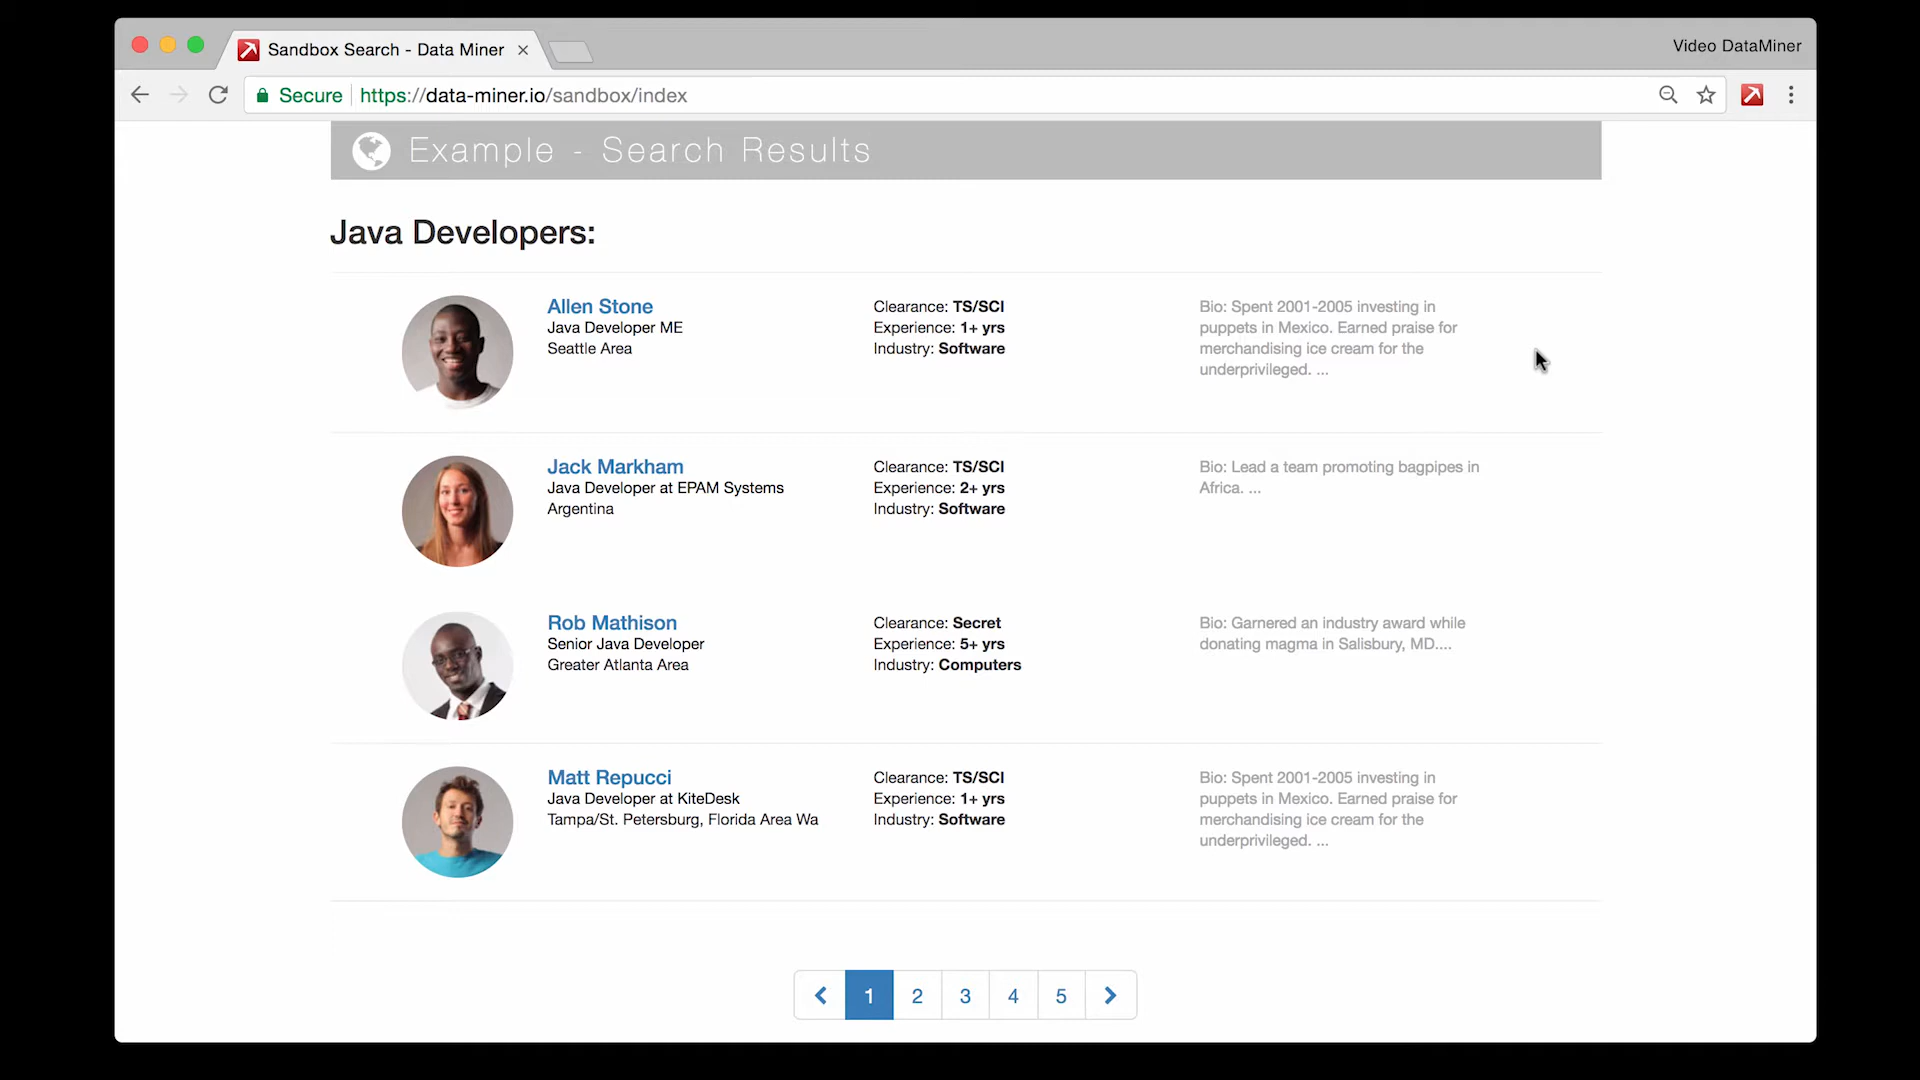 Sandbox Search - Data Miner
Video DataMiner
Secure
https://data-miner.io/sandbox/index
Example - Search Results
Java Developers:
Allen Stone
Java Developer ME
Seattle Area
Clearance: TS/SCI
Experience: 1+ yrs
Industry: Software
Bio: Spent 2001-2005 investing in
puppets in Mexico. Earned praise for
merchandising ice cream for the
underprivileged. ...
Jack Markham
Java Developer at EPAM Systems
Argentina
Clearance: TS/SCI
Experience: 2+ yrs
Industry: Software
Bio: Lead a team promoting bagpipes in
Africa. ...
Rob Mathison
Senior Java Developer
Greater Atlanta Area
Clearance: Secret
Experience: 5+ yrs
Industry: Computers
Bio: Garnered an industry award while
donating magma in Salisbury, MD....
Matt Repucci
Java Developer at KiteDesk
Tampa/St. Petersburg, Florida Area Wa
Clearance: TS/SCI
Experience: 1+ yrs
Industry: Software
Bio: Spent 2001-2005 investing in
puppets in Mexico. Earned praise for
merchandising ice cream for the
underprivileged. ...
1 2 3 4 5